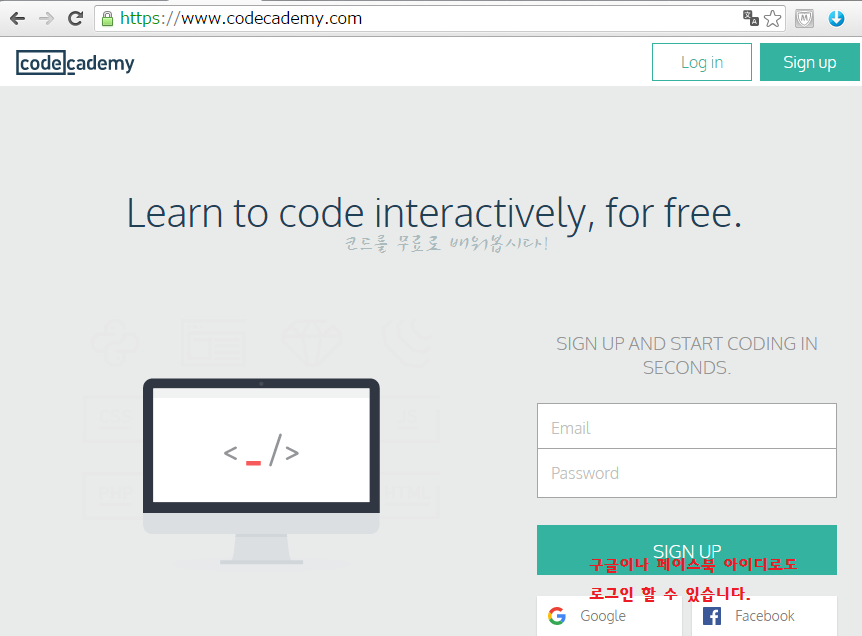 https://www.codecademy.com
codecademy
Log in
Sign up
Learn to code interactively, for free.
코드를 무료로 배워봅시다!
SIGN UP AND START CODING IN
SECONDS.
< _ />
Email
Password
SIGN UP
구글이나 페이스북 아이디로도
로그인 할 수 있습니다.
Google
Facebook